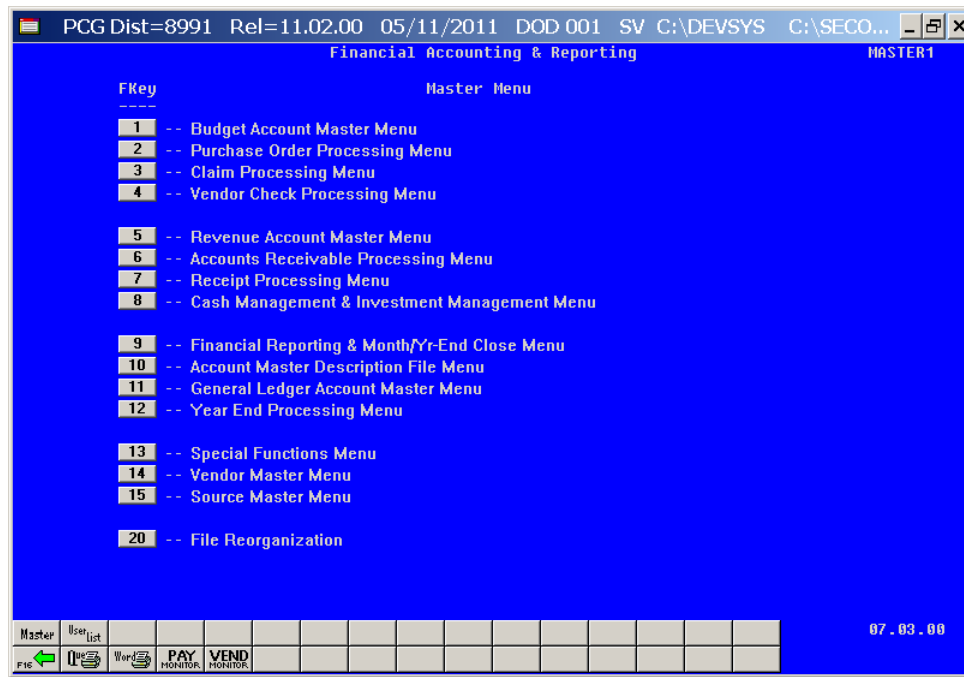 PCG Dist=8991 Rel=11.02.00 05/11/2011 DOD 001 SV C:\DEVSYS C:\SECO...
Financial Accounting & Reporting MASTER1
FKey Master Menu
----
1 -- Budget Account Master Menu
2 -- Purchase Order Processing Menu
3 -- Claim Processing Menu
4 -- Vendor Check Processing Menu
5 -- Revenue Account Master Menu
6 -- Accounts Receivable Processing Menu
7 -- Receipt Processing Menu
8 -- Cash Management & Investment Management Menu
9 -- Financial Reporting & Month/Yr-End Close Menu
10 -- Account Master Description File Menu
11 -- General Ledger Account Master Menu
12 -- Year End Processing Menu
13 -- Special Functions Menu
14 -- Vendor Master Menu
15 -- Source Master Menu
20 -- File Reorganization
Master User list 07.03.00
F16 Que Word PAY MONITOR VEND MONITOR